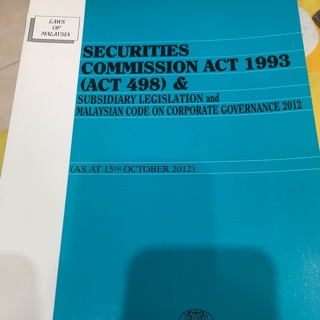 LAWS
OF
MALAYSIA
SECURITIES
COMMISSION ACT 1993
(ACT 498) &
SUBSIDIARY LEGISLATION and
MALAYSIAN CODE ON CORPORATE GOVERNANCE 2012
(AS AT 15TH OCTOBER 2012)